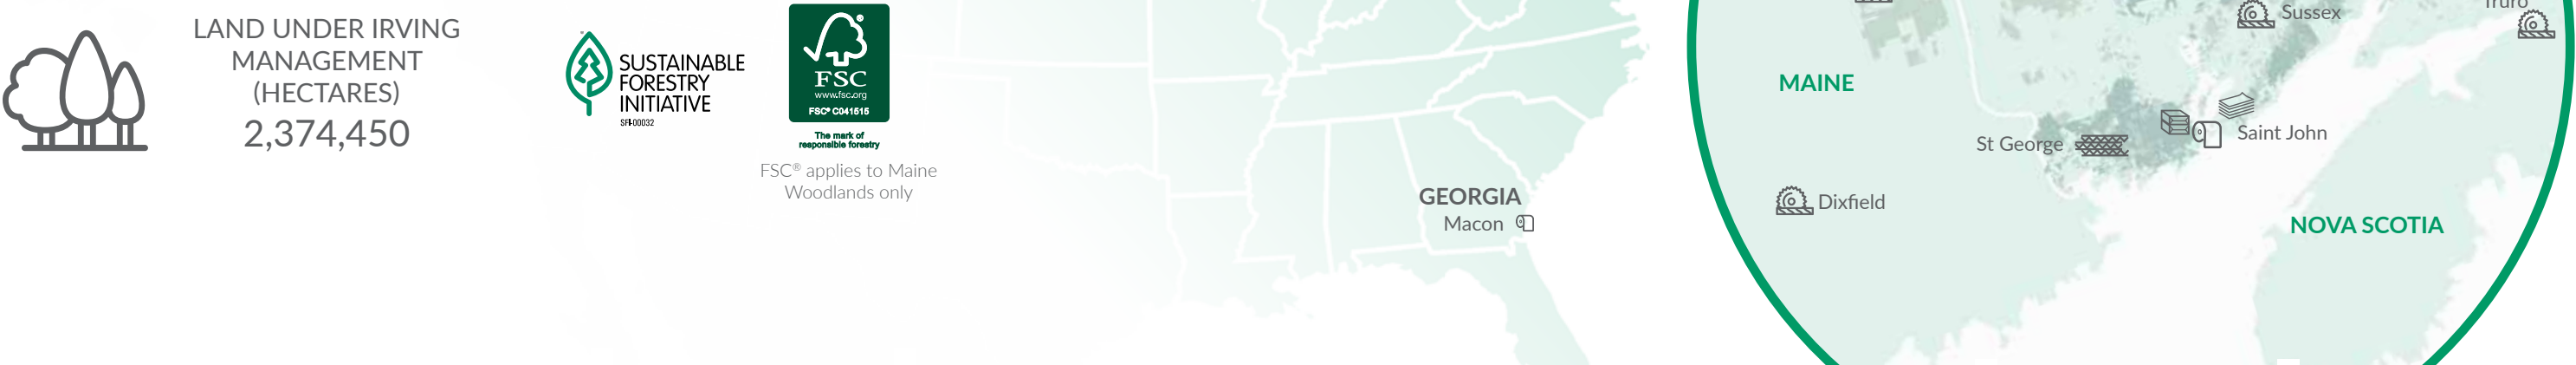 LAND UNDER IRVING
MANAGEMENT
(HECTARES)
2,374,450
SUSTAINABLE
FORESTRY
INITIATIVE
SFI-00032
FSC
www.fsc.org
FSC® C041515
The mark of
responsible forestry
FSC® applies to Maine
Woodlands only
GEORGIA
Macon
Sussex
Truro
MAINE
St George
Saint John
Dixfield
NOVA SCOTIA